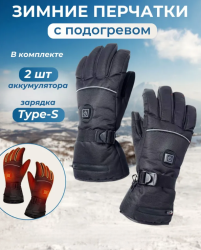 ЗИМНИЕ ПЕРЧАТКИ
с подогревом
В комплекте
2 шт
аккумулятора
зарядка
Type-S